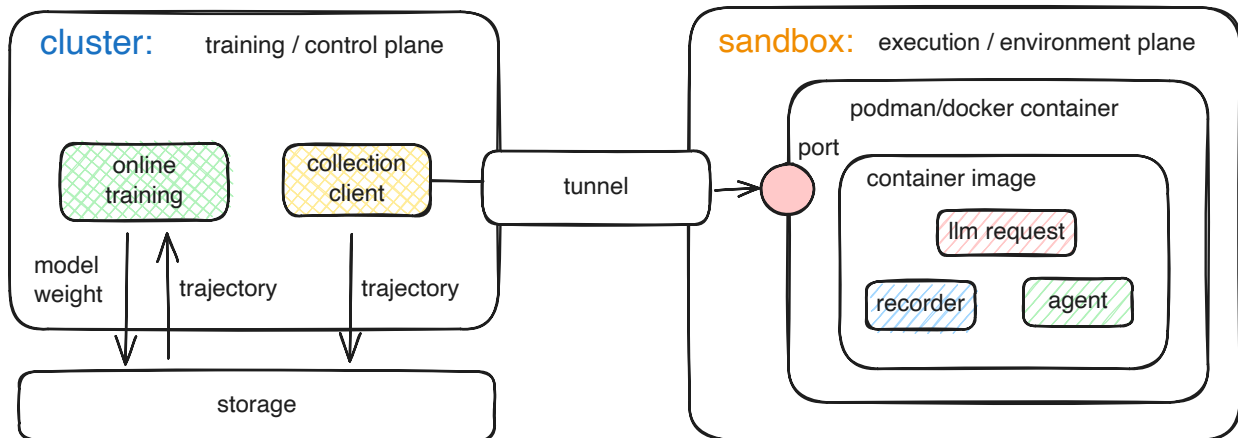 cluster: training / control plane
online
training
collection
client
model
weight
trajectory
trajectory
storage
tunnel
sandbox: execution / environment plane
podman/docker container
port
container image
llm request
recorder
agent